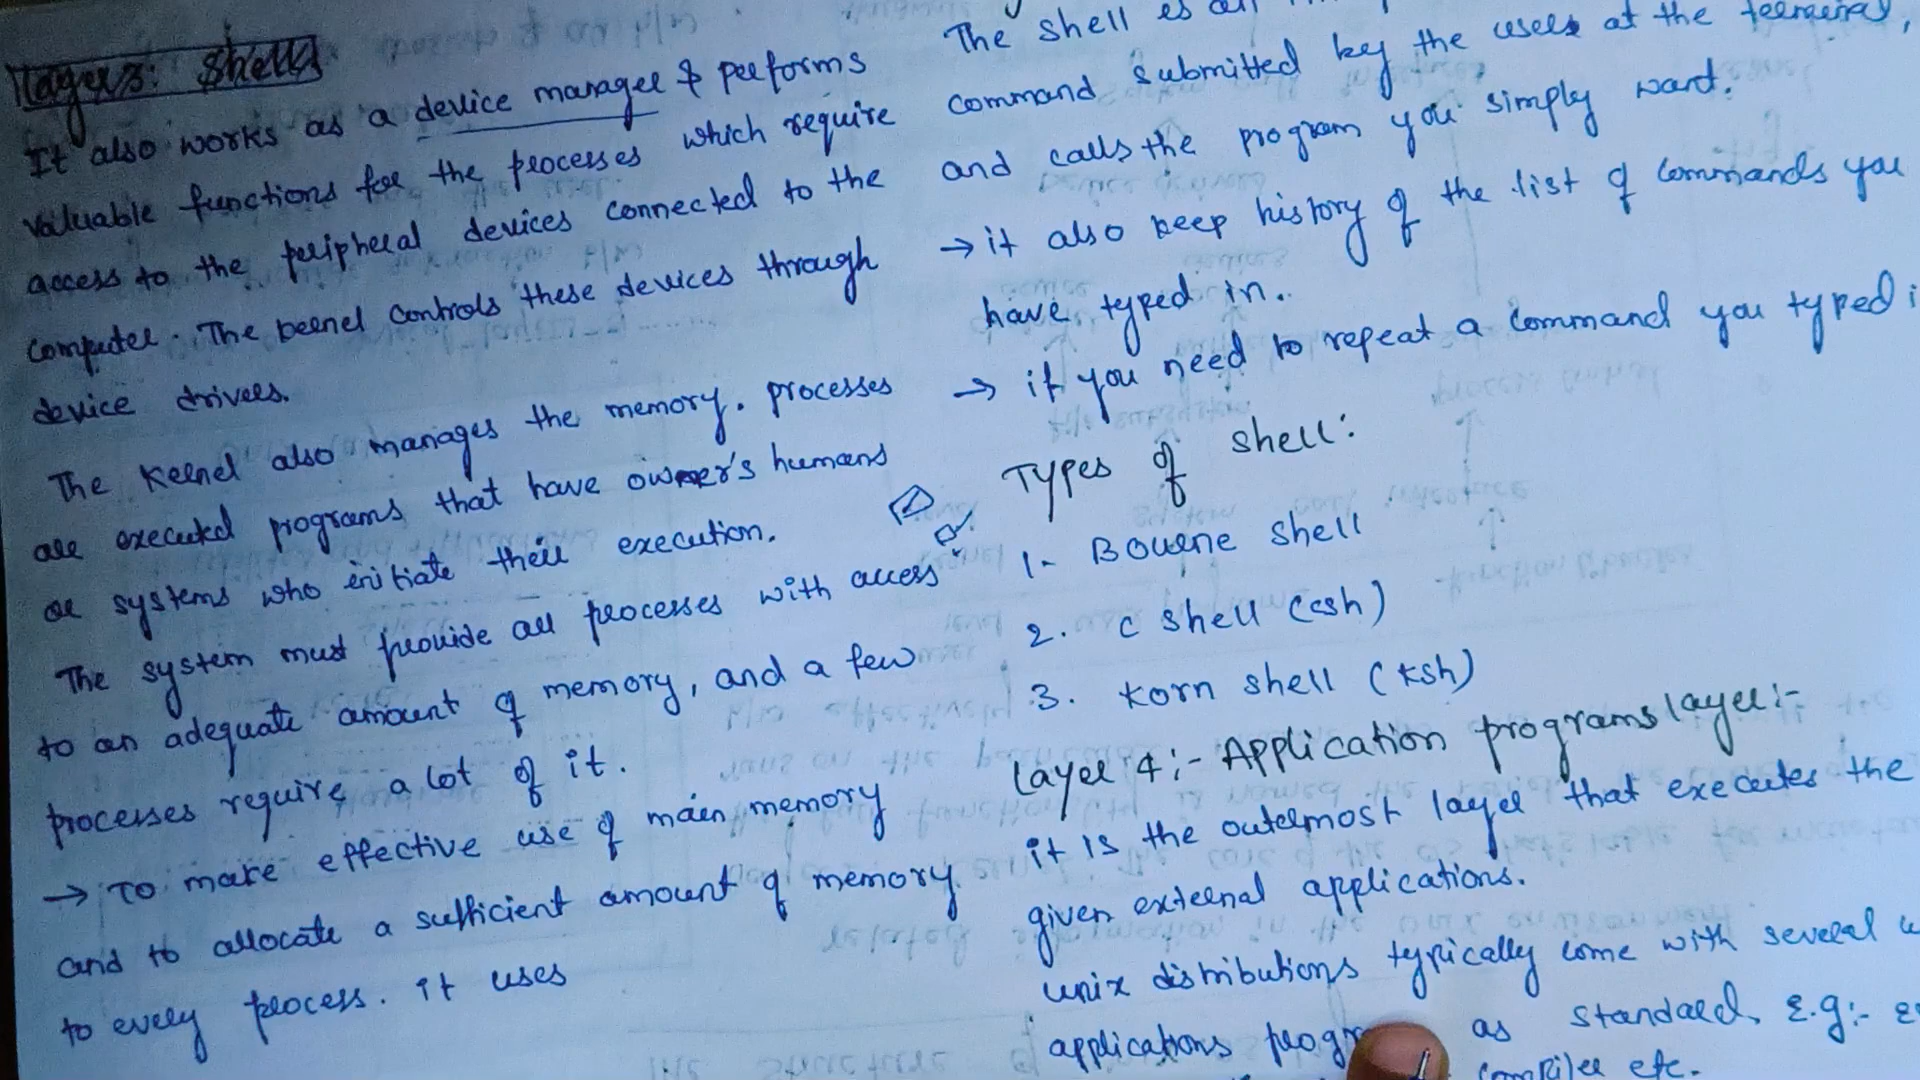 Layer3: Shell
It also works as a device manager & performs
valuable functions for the processes which require
access to the peripheral devices connected to the
computer. The kernel controls these devices through
device drivers.
The Kernel also manages the memory. processes
are executed programs that have owner's humans
or systems who initiate their execution.
The system must provide all processes with access
to an adequate amount of memory, and a few
processes require a lot of it.
→ To make effective use of main memory
and to allocate a sufficient amount of memory
to every process. it uses
The shell is an
command submitted by the users at the terminal,
and calls the program you simply want.
→ it also keep history of the list of commands you
have typed in.
→ if you need to repeat a command you typed i
Types of shell:
1- Bourne shell
2. C shell (csh)
3. Korn shell (ksh)
Layer 4:- Application programs layer:-
it is the outermost layer that executes the
given external applications.
unix distributions typically come with several
applications progr as standard. E.g:-
compiler etc.